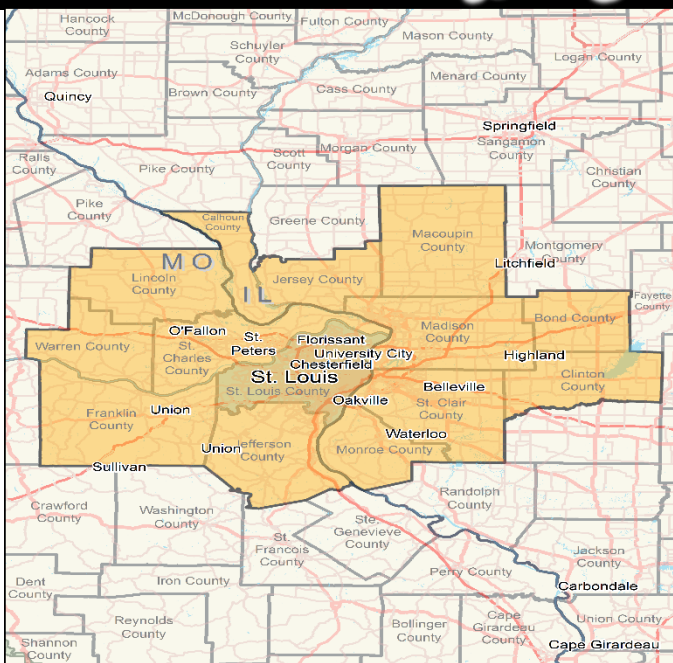 Hancock
County
McDonough County
Fulton County
Mason County
Logan County
Schuyler
County
Adams County
Quincy
Brown County
Cass County
Menard County
Springfield
Sangamon
County
Ralls
County
Pike County
Scott
County
Morgan County
Christian
County
Pike
County
Calhoun
County
Greene County
Macoupin
County
Montgomery
County
Litchfield
MO
IL
Lincoln
County
Jersey County
Fayette
County
O'Fallon
St.
Peters
Florissant
University City
Chesterfield
Madison
County
Bond County
Warren County
St.
Charles
County
St. Louis
St. Louis County
Highland
Clinton
County
Belleville
Oakville
St. Clair
County
Franklin
County
Union
Waterloo
Union
Jefferson
County
Monroe County
Sullivan
Randolph
County
Crawford
County
Washington
County
Ste.
Genevieve
County
St.
Francois
County
Jackson
County
Perry County
Carbondale
Dent
County
Iron County
Reynolds
County
Bollinger
County
Cape
Girardeau
County
Union County
Shannon
County
Cape Girardeau